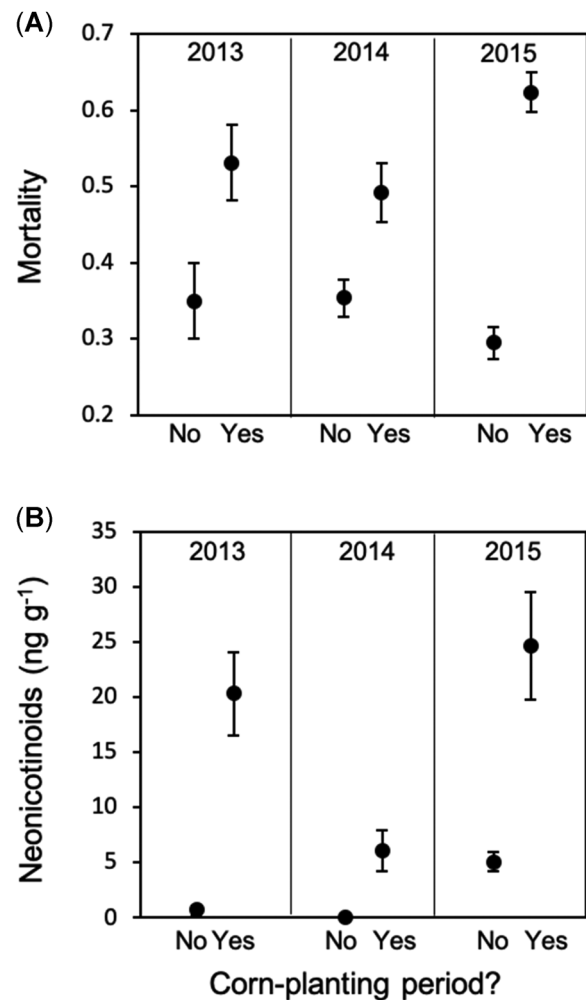 (A)
0.7
2013 2014 2015
0.6
0.5
Mortality
0.4
0.3
0.2
No Yes No Yes No Yes
(B)
35
2013 2014 2015
30
25
Neonicotinoids (ng g⁻¹)
20
15
10
5
0
No Yes No Yes No Yes
Corn-planting period?